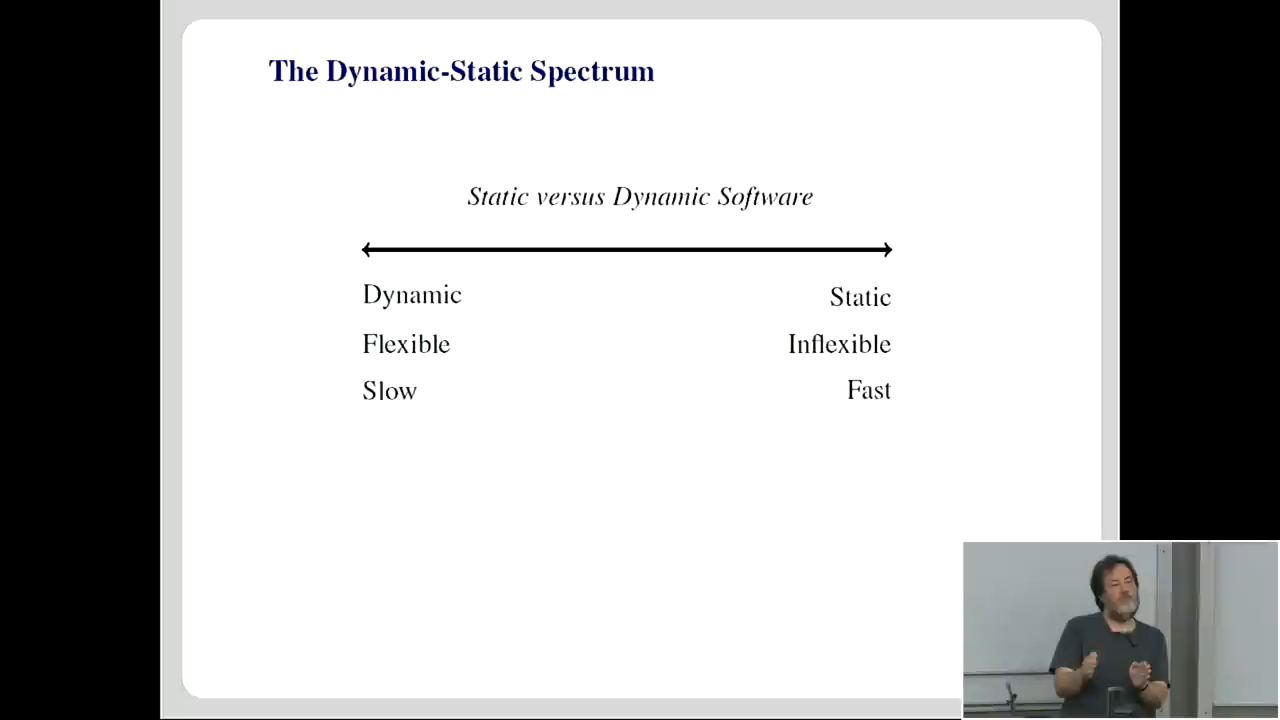 The Dynamic-Static Spectrum
Static versus Dynamic Software
Dynamic Static
Flexible Inflexible
Slow Fast